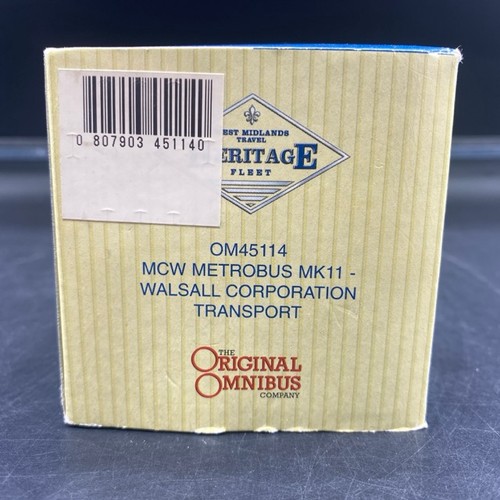 0 807903 451140
EST MIDLANDS
TRAVEL
ERITAGE
FLEET
OM45114
MCW METROBUS MK11 -
WALSALL CORPORATION
TRANSPORT
THE
ORIGINAL
OMNIBUS
COMPANY